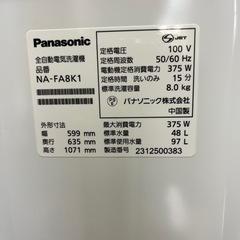 Panasonic
全自動電気洗濯機
品番
NA-FA8K1
外形寸法
幅 599 mm
奥行 635 mm
高さ 1071 mm
JET
定格電圧 100 V
定格周波数 50/60 Hz
電動機定格消費電力 375 W
定格時間 洗いのみ 15 分
標準洗濯容量 8.0 kg
パナソニック株式会社
中国製
最大消費電力 375 W
標準水量 48 L
標準使用水量 97 L
製造番号 2312500383